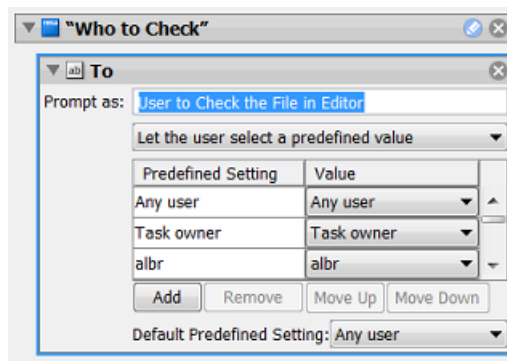 "Who to Check"
To
Prompt as: User to Check the File in Editor
Let the user select a predefined value
Predefined Setting Value
Any user Any user
Task owner Task owner
albr albr
Add Remove Move Up Move Down
Default Predefined Setting: Any user